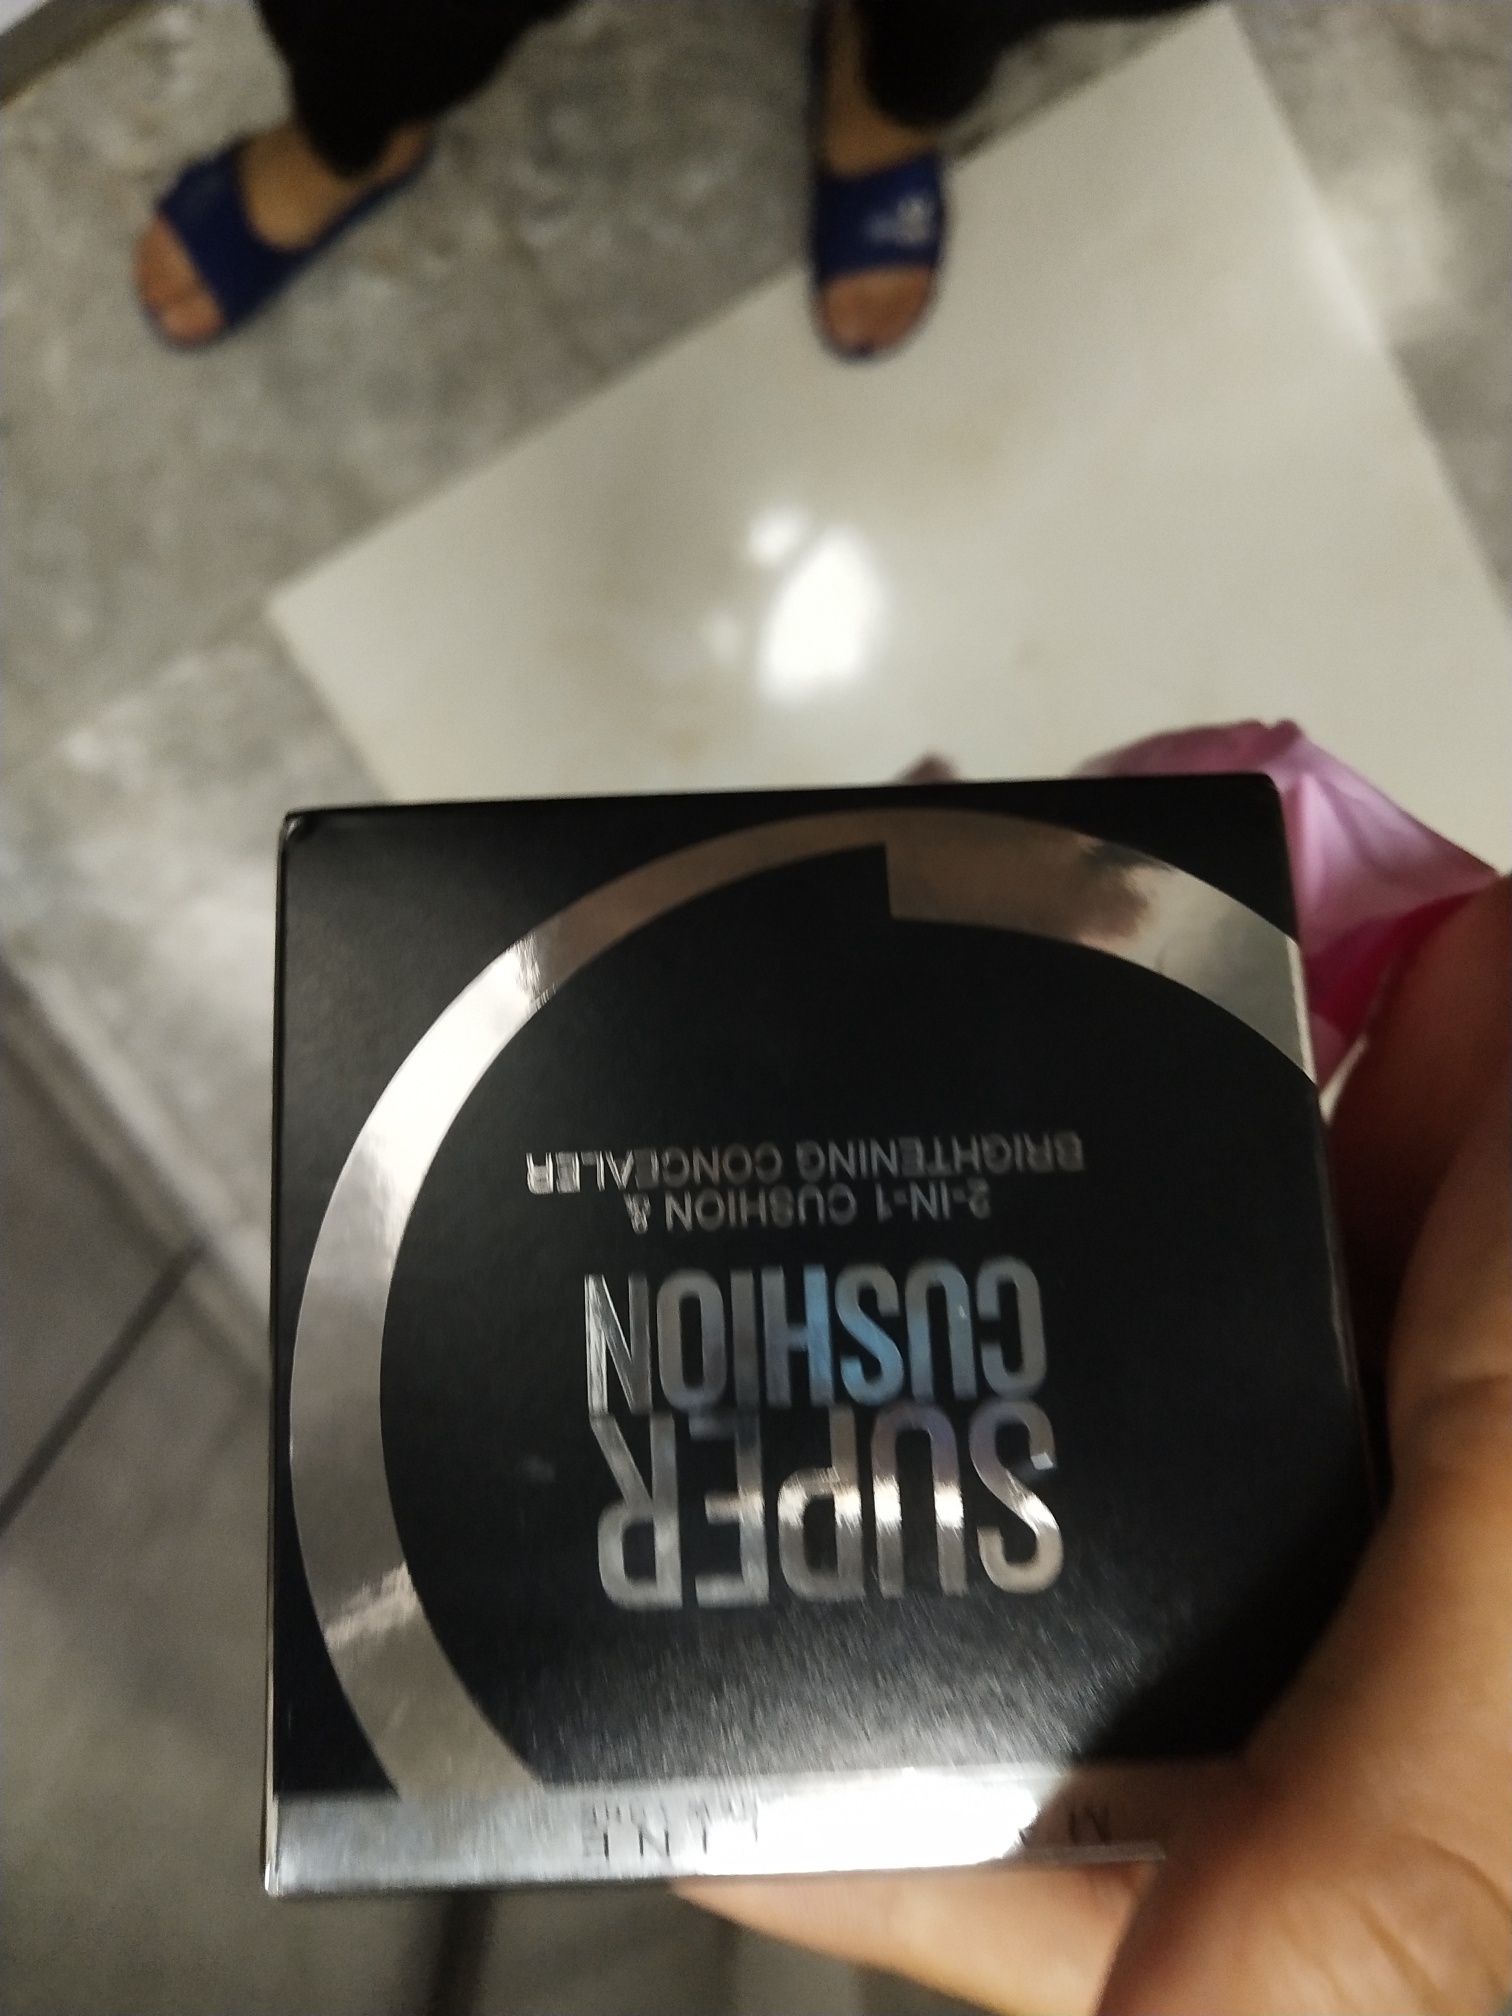 SUPER
CUSHION
2-IN-1 CUSHION &
BRIGHTENING CONCEALER